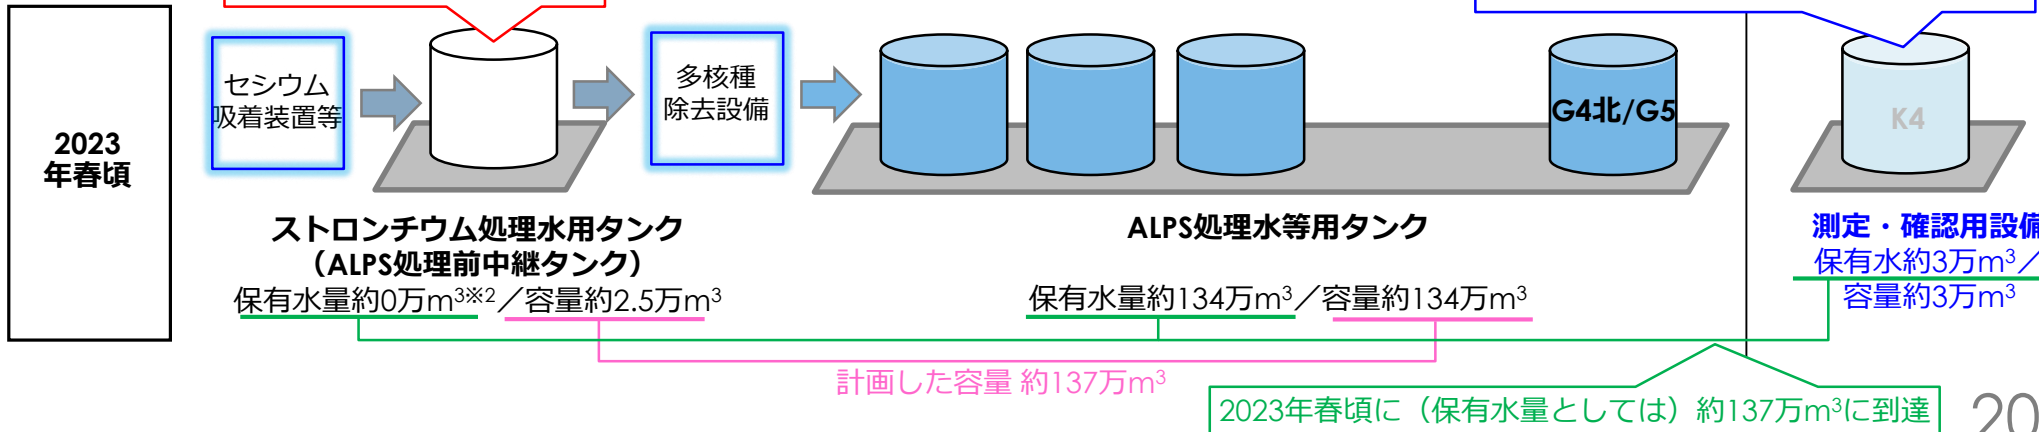 2023
年春頃
セシウム
吸着装置等
多核種
除去設備
G4北/G5
K4
ストロンチウム処理水用タンク
（ALPS処理前中継タンク）
保有水量約0万m³※2／容量約2.5万m³
ALPS処理水等用タンク
保有水量約134万m³／容量約134万m³
測定・確認用設備
保有水約3万m³／
容量約3万m³
計画した容量 約137万m³
2023年春頃に（保有水量としては）約137万m³に到達
20